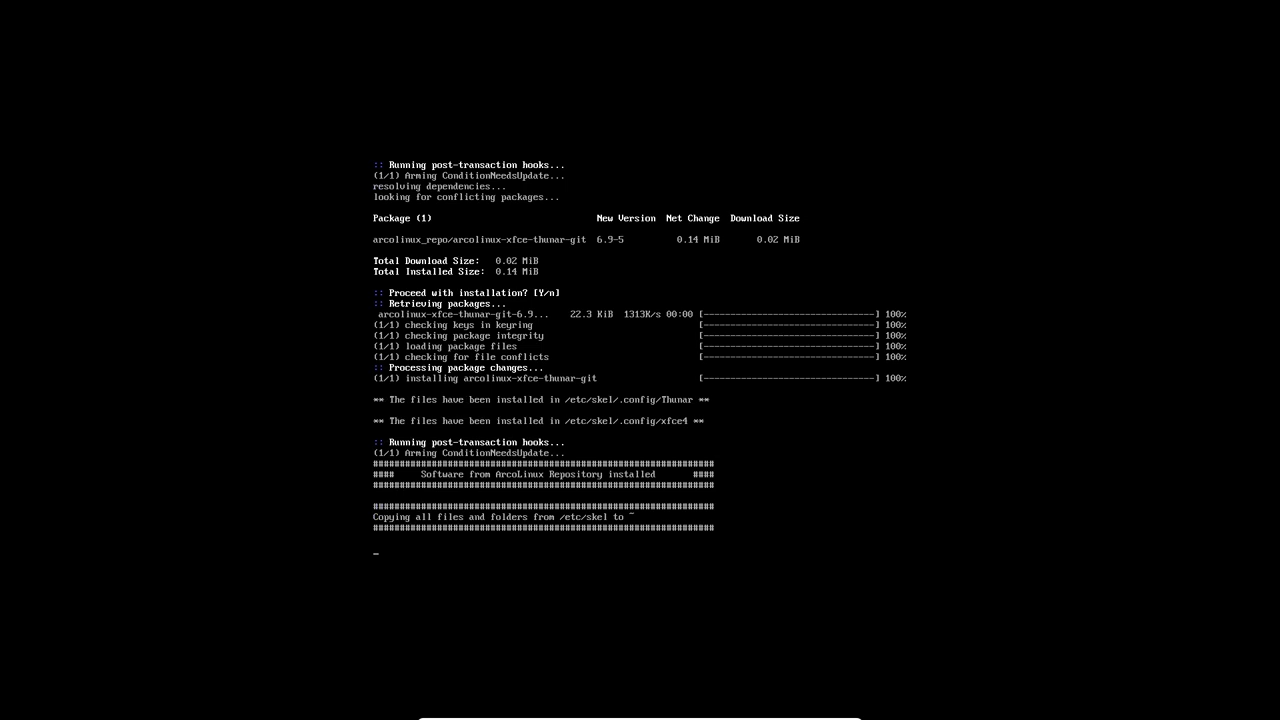 :: Running post-transaction hooks...
(1/1) Arming ConditionNeedsUpdate...
resolving dependencies...
looking for conflicting packages...
Package (1) New Version Net Change Download Size
arcolinux_repo/arcolinux-xfce-thunar-git 6.9-5 0.14 MiB 0.02 MiB
Total Download Size: 0.02 MiB
Total Installed Size: 0.14 MiB
:: Proceed with installation? [Y/n]
:: Retrieving packages...
arcolinux-xfce-thunar-git-6.9... 22.3 KiB 1313K/s 00:00 [--------------------------------] 100%
(1/1) checking keys in keyring [--------------------------------] 100%
(1/1) checking package integrity [--------------------------------] 100%
(1/1) loading package files [--------------------------------] 100%
(1/1) checking for file conflicts [--------------------------------] 100%
:: Processing package changes...
(1/1) installing arcolinux-xfce-thunar-git [--------------------------------] 100%
** The files have been installed in /etc/skel/.config/Thunar **
** The files have been installed in /etc/skel/.config/xfce4 **
:: Running post-transaction hooks...
(1/1) Arming ConditionNeedsUpdate...
################################################################
#### Software from ArcoLinux Repository installed ####
################################################################
################################################################
Copying all files and folders from /etc/skel to ~
################################################################
_